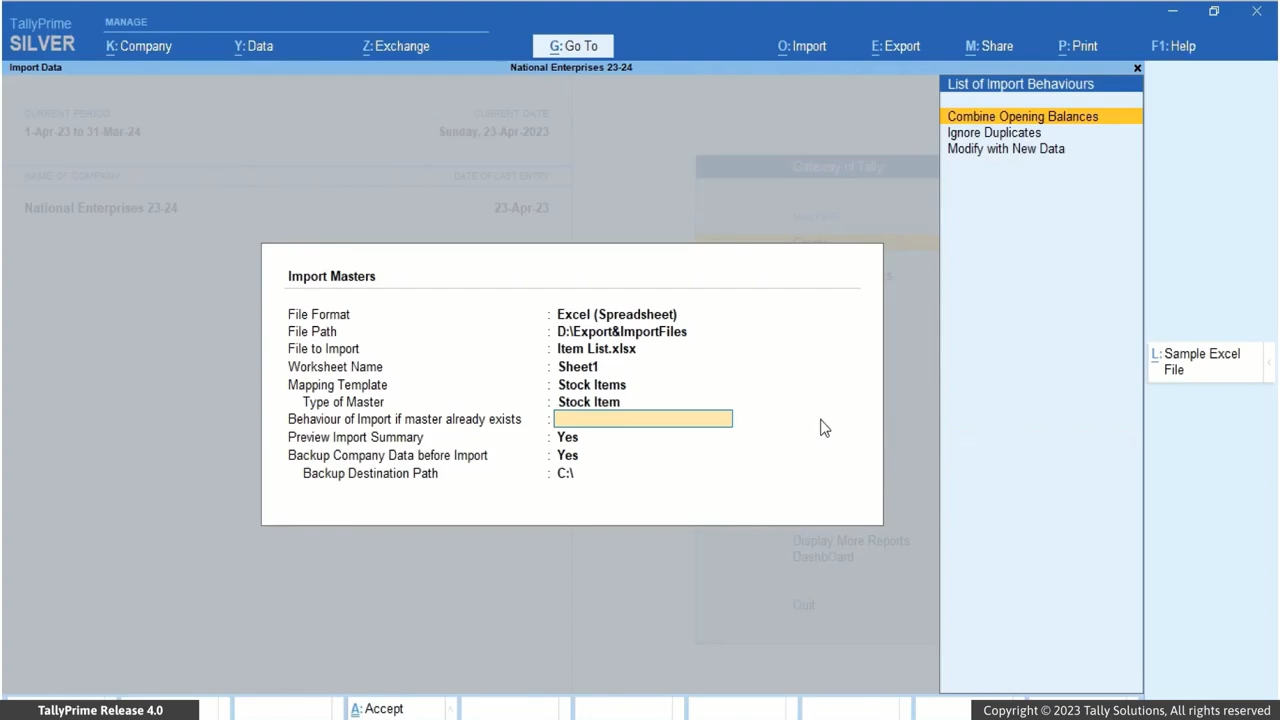 TallyPrime
SILVER
MANAGE
K: Company
Y: Data
Z: Exchange
G: Go To
O: Import
E: Export
M: Share
P: Print
F1: Help
Import Data
National Enterprises 23-24
List of Import Behaviours
Combine Opening Balances
Ignore Duplicates
Modify with New Data
CURRENT PERIOD
CURRENT DATE
1-Apr-23 to 31-Mar-24
Sunday, 23-Apr-2023
NAME OF COMPANY
DATE OF LAST ENTRY
National Enterprises 23-24
23-Apr-23
Gateway of Tally
Import Masters
File Format : Excel (Spreadsheet)
File Path : D:\Export&ImportFiles
File to Import : Item List.xlsx
Worksheet Name : Sheet1
Mapping Template : Stock Items
Type of Master : Stock Item
Behaviour of Import if master already exists :
Preview Import Summary : Yes
Backup Company Data before Import : Yes
Backup Destination Path : C:\
L: Sample Excel
File
Display More Reports
DashBoard
Quit
A: Accept
TallyPrime Release 4.0
Copyright © 2023 Tally Solutions, All rights reserved